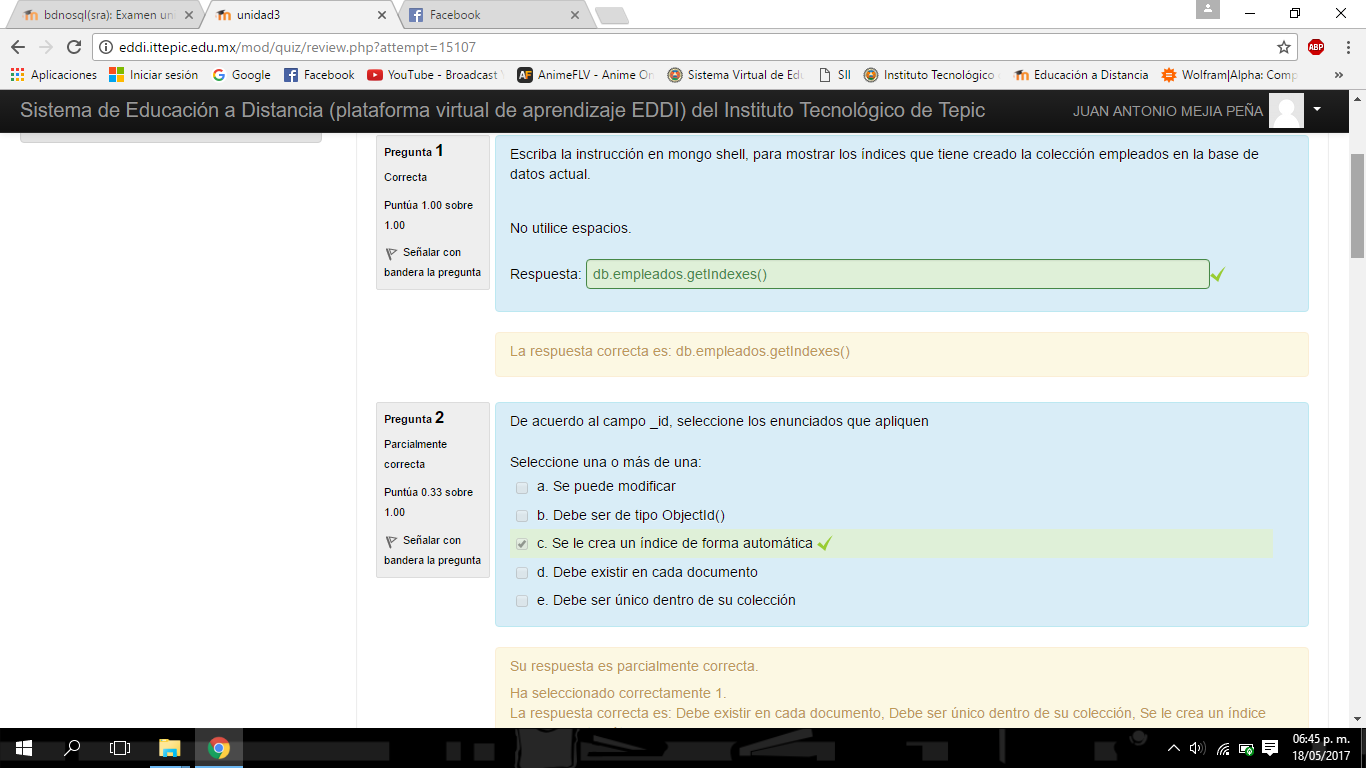 bdnosql(sra): Examen un
unidad3
Facebook
eddi.ittepic.edu.mx/mod/quiz/review.php?attempt=15107
ABP
Aplicaciones
Iniciar sesión
Google
Facebook
YouTube - Broadcast
AF
AnimeFLV - Anime On
Sistema Virtual de Edu
SII
Instituto Tecnológico
Educación a Distancia
Wolfram|Alpha: Comp
»
Sistema de Educación a Distancia (plataforma virtual de aprendizaje EDDI) del Instituto Tecnológico de Tepic
JUAN ANTONIO MEJIA PEÑA
Pregunta 1
Correcta
Puntúa 1.00 sobre
1.00
Señalar con
bandera la pregunta
Escriba la instrucción en mongo shell, para mostrar los índices que tiene creado la colección empleados en la base de
datos actual.
No utilice espacios.
Respuesta: db.empleados.getIndexes()
La respuesta correcta es: db.empleados.getIndexes()
Pregunta 2
Parcialmente
correcta
Puntúa 0.33 sobre
1.00
Señalar con
bandera la pregunta
De acuerdo al campo _id, seleccione los enunciados que apliquen
Seleccione una o más de una:
a. Se puede modificar
b. Debe ser de tipo ObjectId()
c. Se le crea un índice de forma automática
d. Debe existir en cada documento
e. Debe ser único dentro de su colección
Su respuesta es parcialmente correcta.
Ha seleccionado correctamente 1.
La respuesta correcta es: Debe existir en cada documento, Debe ser único dentro de su colección, Se le crea un índice
06:45 p. m.
18/05/2017